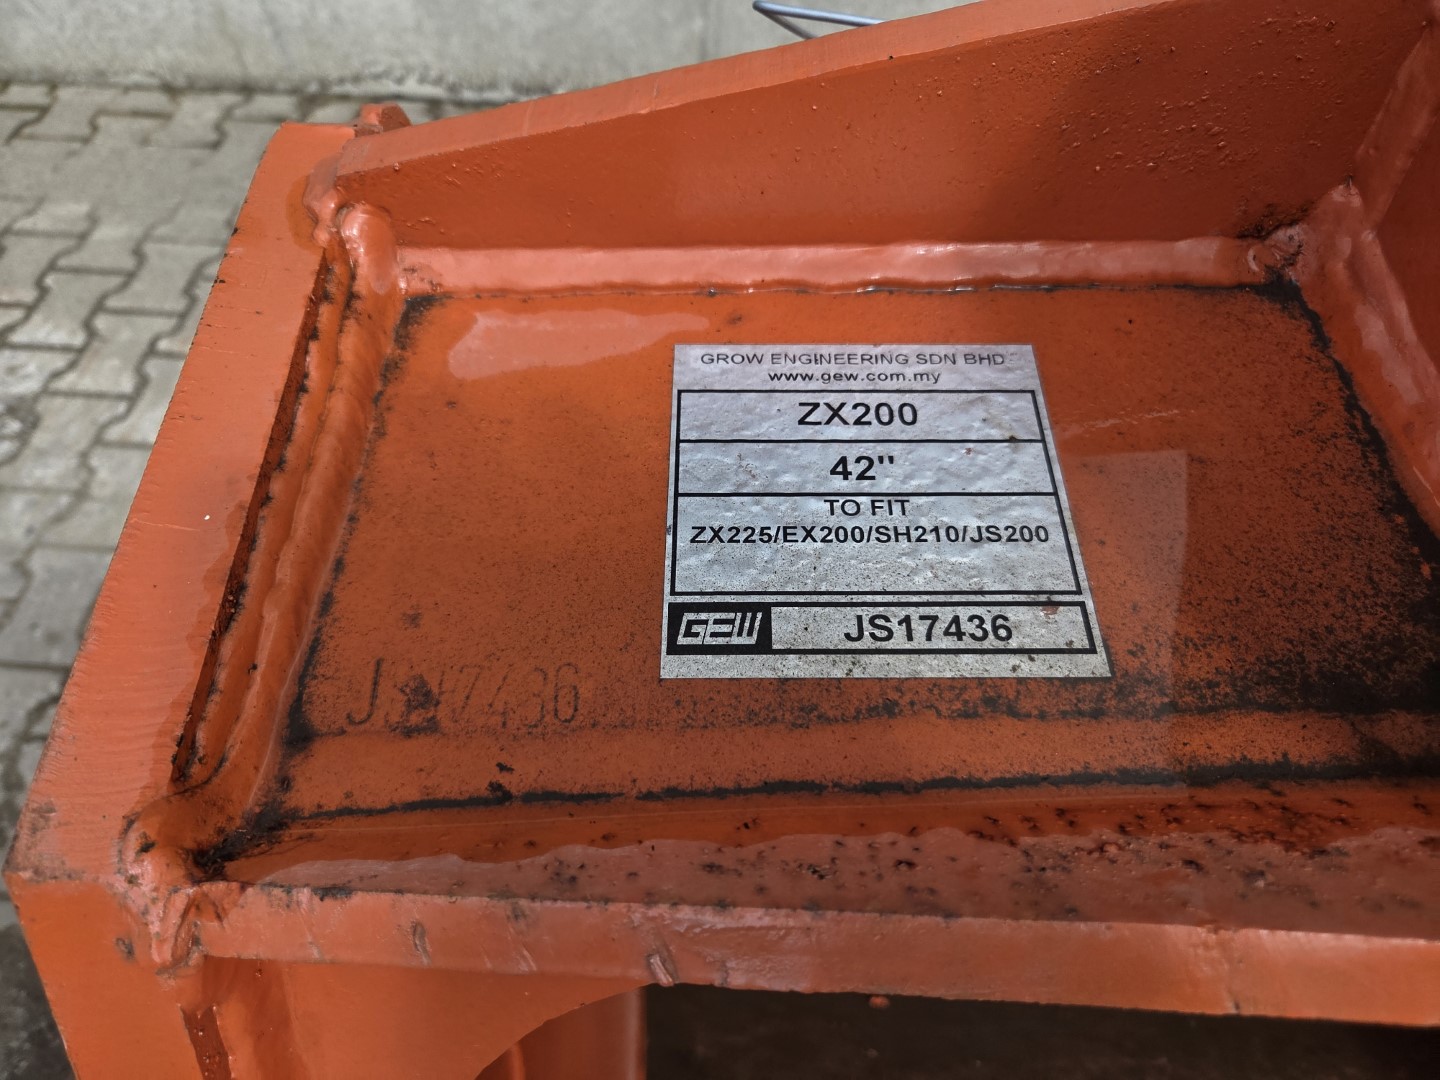 GROW ENGINEERING SDN BHD
www.gew.com.my
ZX200
42"
TO FIT
ZX225/EX200/SH210/JS200
GEW JS17436
JS17436